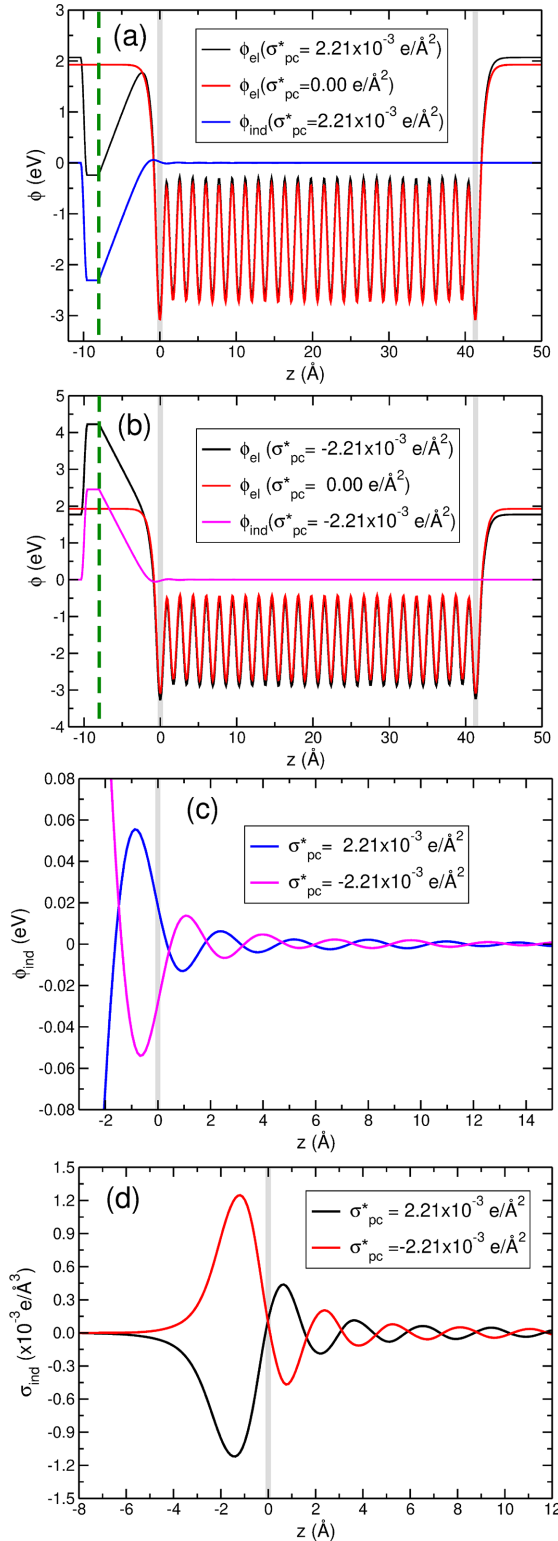 (a)
ϕel(σ*pc= 2.21x10-3 e/Å2)
ϕel(σ*pc=0.00 e/Å2)
ϕind(σ*pc=2.21x10-3 e/Å2)
ϕ (eV)
2
1
0
-1
-2
-3
-10 0 10 20 30 40 50
z (Å)
(b)
ϕel (σ*pc= -2.21x10-3 e/Å2)
ϕel (σ*pc= 0.00 e/Å2)
ϕind(σ*pc= -2.21x10-3 e/Å2)
ϕ (eV)
5
4
3
2
1
0
-1
-2
-3
-4
-10 0 10 20 30 40 50
z (Å)
(c)
σ*pc= 2.21x10-3 e/Å2
σ*pc= -2.21x10-3 e/Å2
ϕind (eV)
0.08
0.06
0.04
0.02
0
-0.02
-0.04
-0.06
-0.08
-2 0 2 4 6 8 10 12 14
z (Å)
(d)
σ*pc= 2.21x10-3 e/Å2
σ*pc=-2.21x10-3 e/Å2
σind (x10-3e/Å3)
1.5
1.2
0.9
0.6
0.3
0.0
-0.3
-0.6
-0.9
-1.2
-1.5
-8 -6 -4 -2 0 2 4 6 8 10 12
z (Å)